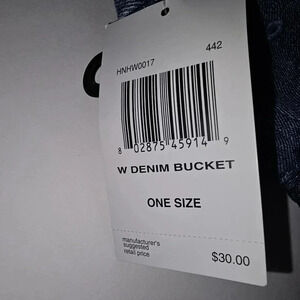 442
HNHW0017
8 02875 45914 9
W DENIM BUCKET
ONE SIZE
manufacturer's
suggested
retail price
$30.00